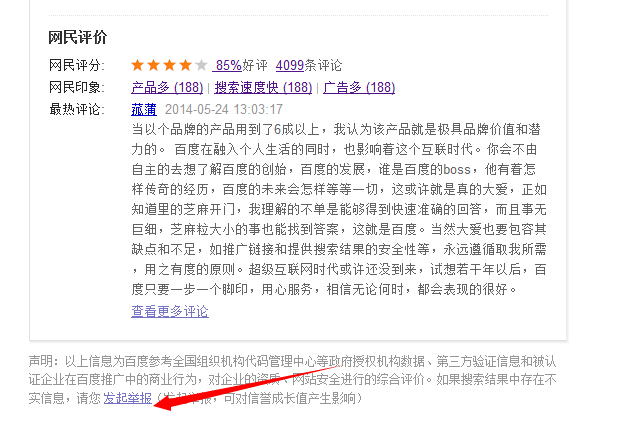 网民评价
网民评分: 85%好评 4099条评论
网民印象: 产品多 (188) | 搜索速度快 (188) | 广告多 (188)
最热评论: 菰蒲 2014-05-24 13:03:17
当以个品牌的产品用到了6成以上，我认为该产品就是极具品牌价值和潜
力的。 百度在融入个人生活的同时，也影响着这个互联时代。你会不由
自主的去想了解百度的创始，百度的发展，谁是百度的boss，他有着怎
样传奇的经历，百度的未来会怎样等等一切，这或许就是真的大爱，正如
知道里的芝麻开门，我理解的不单是能够得到快速准确的回答，而且事无
巨细，芝麻粒大小的事也能找到答案，这就是百度。当然大爱也要包容其
缺点和不足，如推广链接和提供搜索结果的安全性等，永远遵循取我所需
，用之有度的原则。超级互联网时代或许还没到来，试想若干年以后，百
度只要一步一个脚印，用心服务，相信无论何时，都会表现的很好。
查看更多评论
声明：以上信息为百度参考全国组织机构代码管理中心等政府授权机构数据、第三方验证信息和被认
证企业在百度推广中的商业行为，对企业的资质、网站安全进行的综合评价。如果搜索结果中存在不
实信息，请您 发起举报（发起举报，可对信誉成长值产生影响）